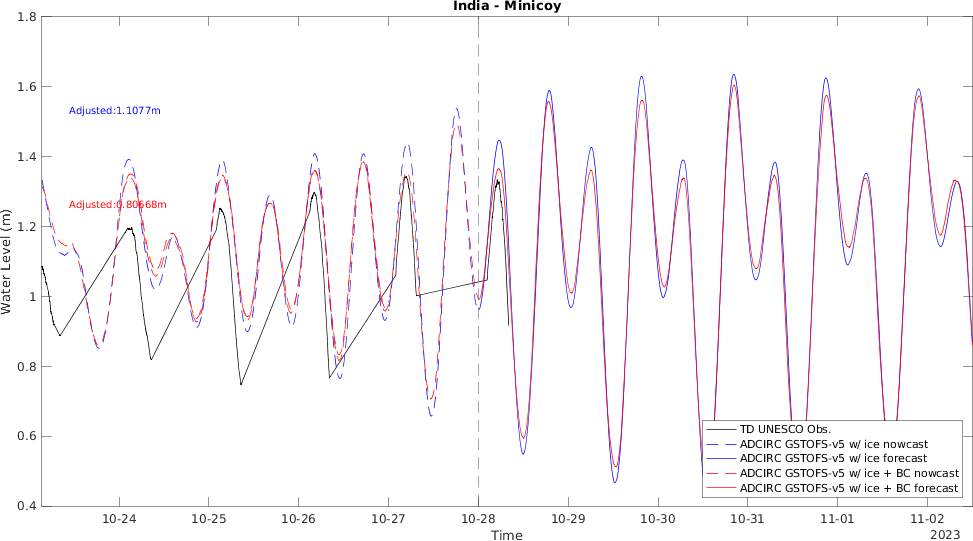 India - Minicoy
1.8
1.6
1.4
1.2
1
0.8
0.6
0.4
Water Level (m)
Adjusted:1.1077m
Adjusted:0.80668m
TD UNESCO Obs.
ADCIRC GSTOFS-v5 w/ ice nowcast
ADCIRC GSTOFS-v5 w/ ice forecast
ADCIRC GSTOFS-v5 w/ ice + BC nowcast
ADCIRC GSTOFS-v5 w/ ice + BC forecast
10-24 10-25 10-26 10-27 10-28 10-29 10-30 10-31 11-01 11-02
2023
Time